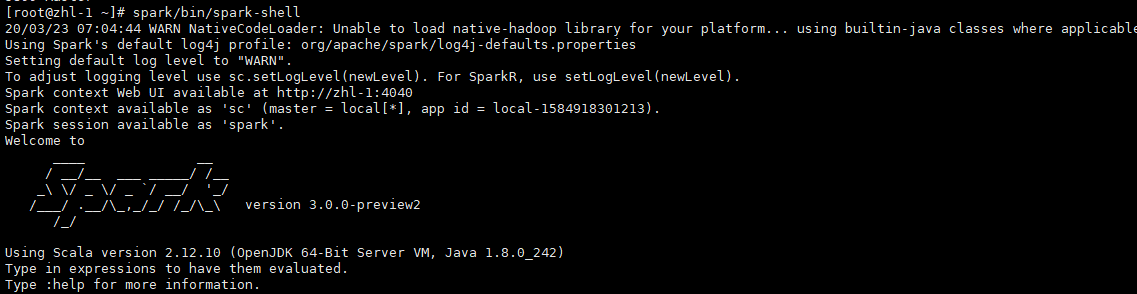 [root@zhl-1 ~]# spark/bin/spark-shell
20/03/23 07:04:44 WARN NativeCodeLoader: Unable to load native-hadoop library for your platform... using builtin-java classes where applicable
Using Spark's default log4j profile: org/apache/spark/log4j-defaults.properties
Setting default log level to "WARN".
To adjust logging level use sc.setLogLevel(newLevel). For SparkR, use setLogLevel(newLevel).
Spark context Web UI available at http://zhl-1:4040
Spark context available as 'sc' (master = local[*], app id = local-1584918301213).
Spark session available as 'spark'.
Welcome to
      ____              __
     / __/__  ___ _____/ /__
    _\ \/ _ \/ _ `/ __/  '_/
   /___/ .__/\_,_/_/ /_/\_\   version 3.0.0-preview2
      /_/
Using Scala version 2.12.10 (OpenJDK 64-Bit Server VM, Java 1.8.0_242)
Type in expressions to have them evaluated.
Type :help for more information.